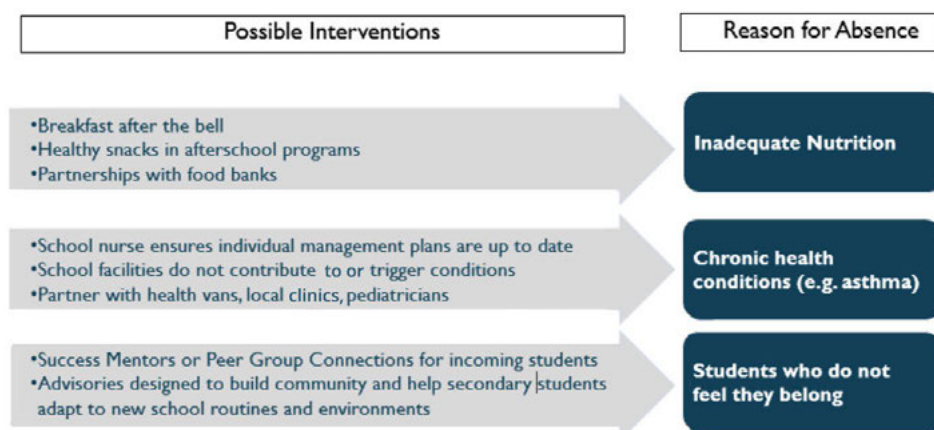 Possible Interventions
Reason for Absence
•Breakfast after the bell
•Healthy snacks in afterschool programs
•Partnerships with food banks
Inadequate Nutrition
•School nurse ensures individual management plans are up to date
•School facilities do not contribute to or trigger conditions
•Partner with health vans, local clinics, pediatricians
Chronic health
conditions (e.g. asthma)
•Success Mentors or Peer Group Connections for incoming students
•Advisories designed to build community and help secondary students
adapt to new school routines and environments
Students who do not
feel they belong